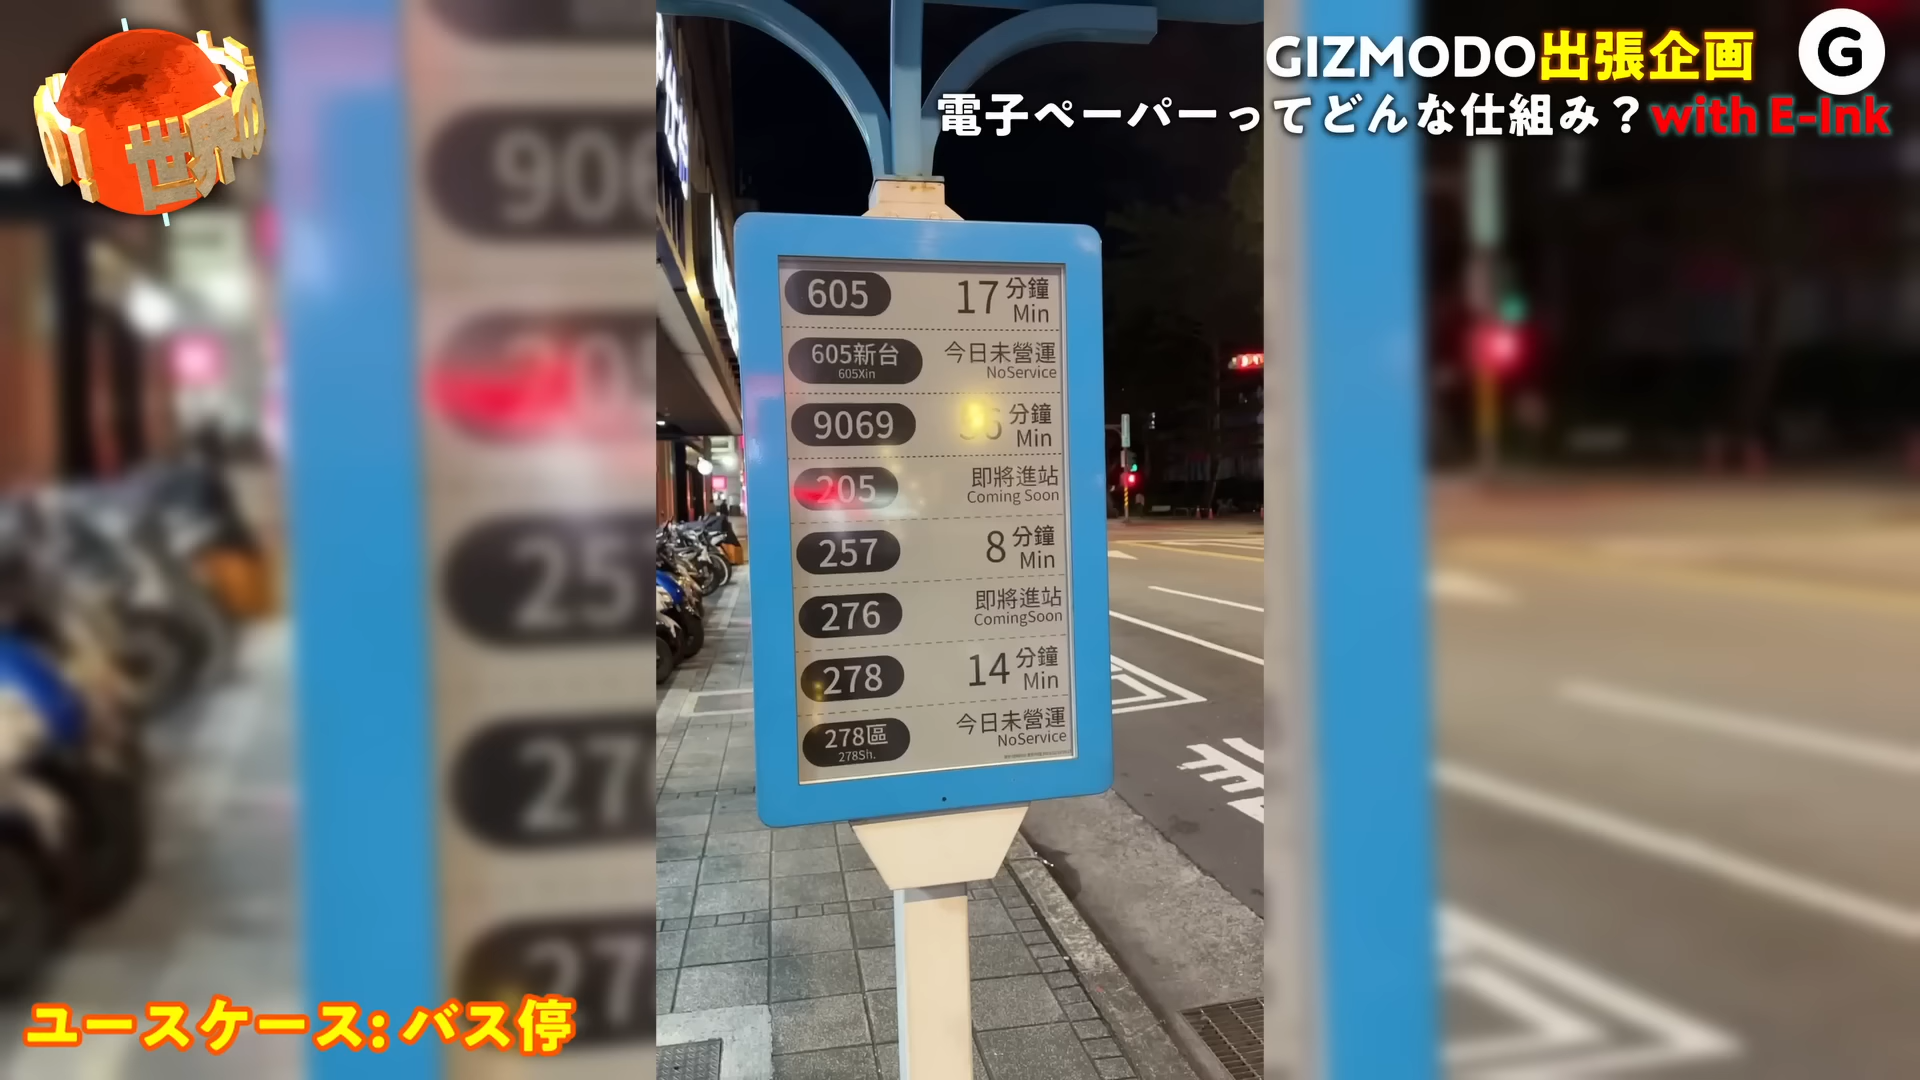 GIZMODO出張企画
G
電子ペーパーってどんな仕組み？with E-Ink
世界の
605 17 分鐘
Min
605新台 今日未營運
605Xin NoService
9069 分鐘
Min
205 即將進站
Coming Soon
257 8 分鐘
Min
276 即將進站
ComingSoon
278 14 分鐘
Min
278區 今日未營運
278Sh. NoService
ユースケース: バス停